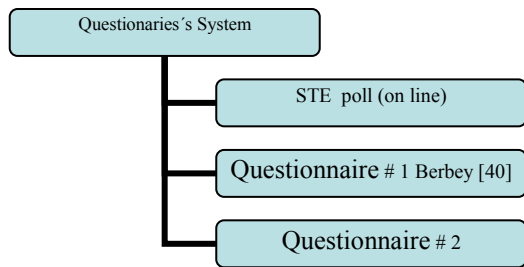 Questionaries´s System
STE poll (on line)
Questionnaire # 1 Berbey [40]
Questionnaire # 2